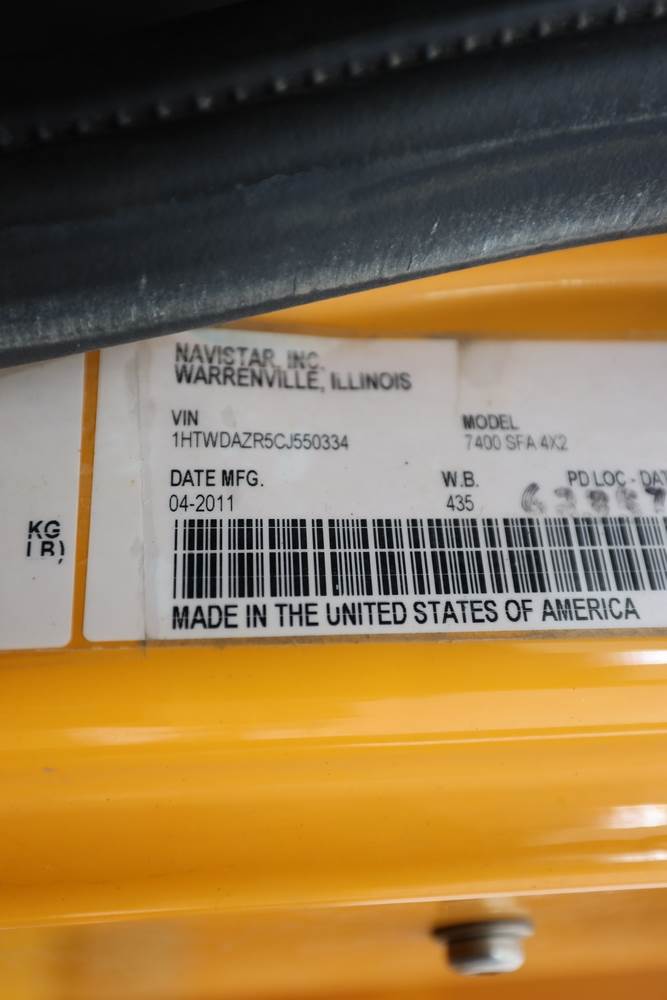 NAVISTAR, INC.
WARRENVILLE, ILLINOIS
VIN MODEL
1HTWDAZR5CJ550334 7400 SFA 4X2
DATE MFG. W.B. PD LOC - DAT
04-2011 435
KG
LB)
MADE IN THE UNITED STATES OF AMERICA